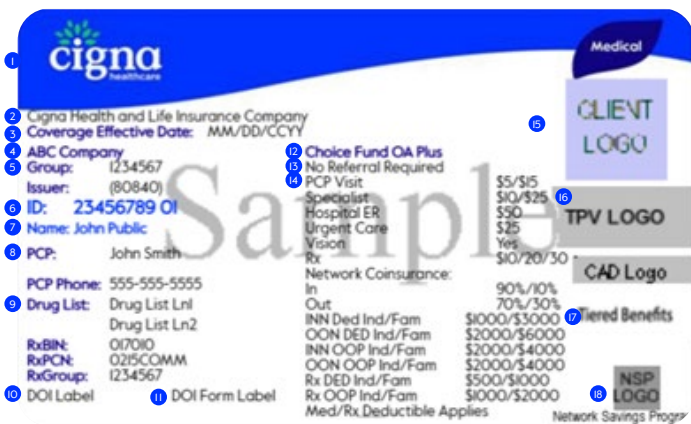 1 cigna healthcare
Medical
2 Cigna Health and Life Insurance Company
3 Coverage Effective Date: MM/DD/CCYY
4 ABC Company
5 Group: 1234567
Issuer: (80840)
6 ID: 23456789 01
7 Name: John Public
8 PCP: John Smith
PCP Phone: 555-555-5555
9 Drug List: Drug List Ln1
Drug List Ln2
RxBIN: 017010
RxPCN: 0215COMM
RxGroup: 1234567
10 DOI Label
11 DOI Form Label
12 Choice Fund OA Plus
13 No Referral Required
14 PCP Visit $5/$15
Specialist $10/$25
Hospital ER $50
Urgent Care $25
Vision Yes
Rx $10/20/30
Network Coinsurance:
In 90%/10%
Out 70%/30%
INN Ded Ind/Fam $1000/$3000
OON DED Ind/Fam $2000/$6000
INN OOP Ind/Fam $2000/$4000
OON OOP Ind/Fam $2000/$4000
Rx DED Ind/Fam $500/$1000
Rx OOP Ind/Fam $1000/$2000
Med/Rx Deductible Applies
15 CLIENT
LOGO
16 TPV LOGO
CAD Logo
17 Tiered Benefits
18 NSP
LOGO
Network Savings
Sample